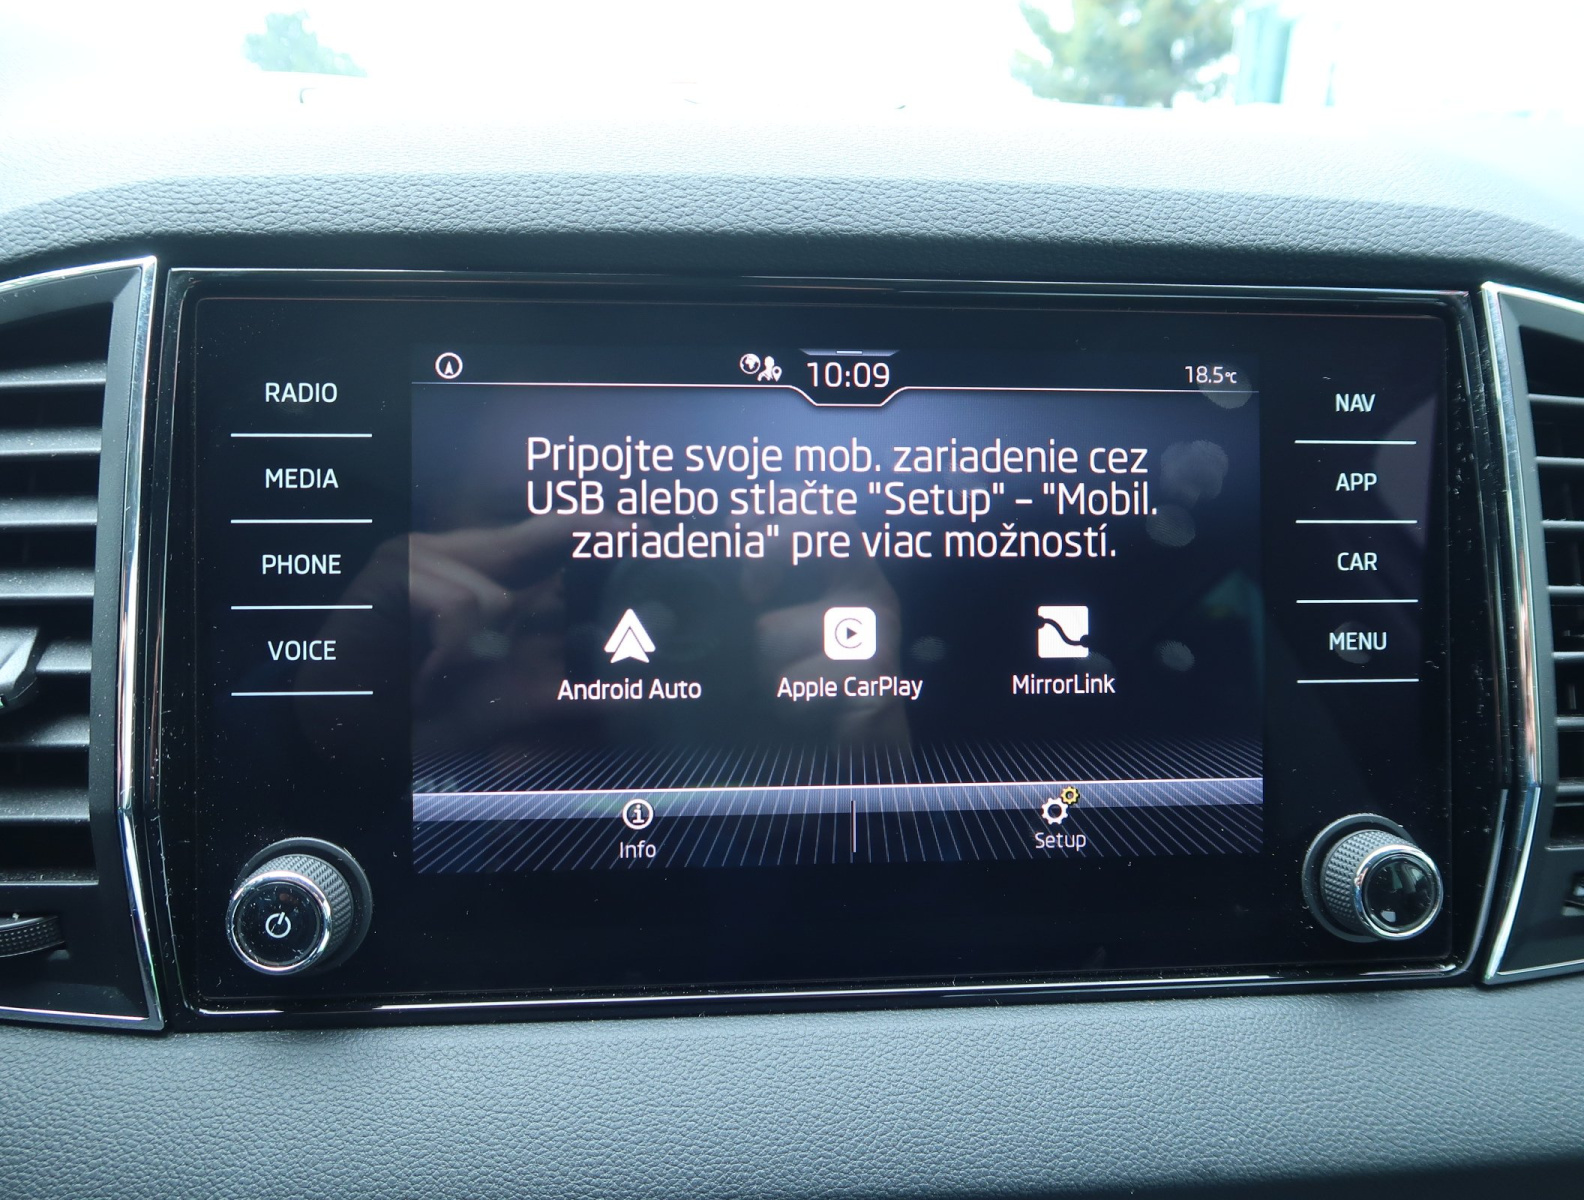 10:09
18.5°C
RADIO
MEDIA
PHONE
VOICE
Pripojte svoje mob. zariadenie cez
USB alebo stlačte "Setup" - "Mobil.
zariadenia" pre viac možností.
Android Auto
Apple CarPlay
MirrorLink
Info
Setup
NAV
APP
CAR
MENU